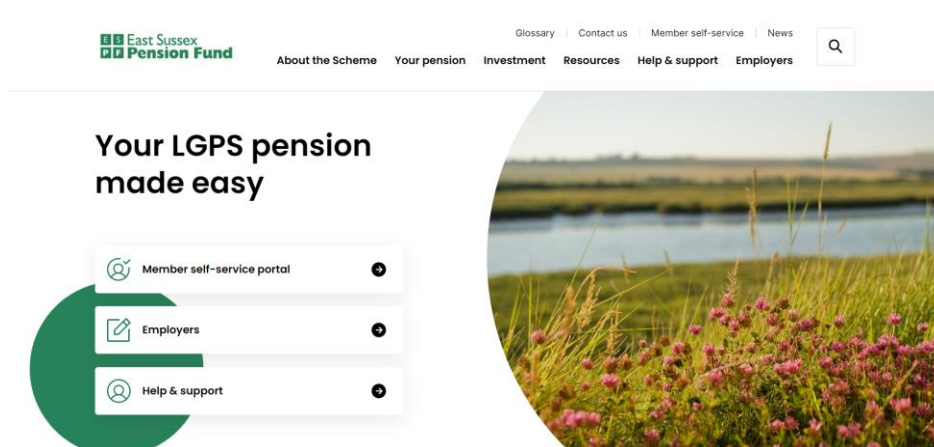 East Sussex
Pension Fund
Glossary Contact us Member self-service News
About the Scheme Your pension Investment Resources Help & support Employers
Your LGPS pension
made easy
Member self-service portal
Employers
Help & support